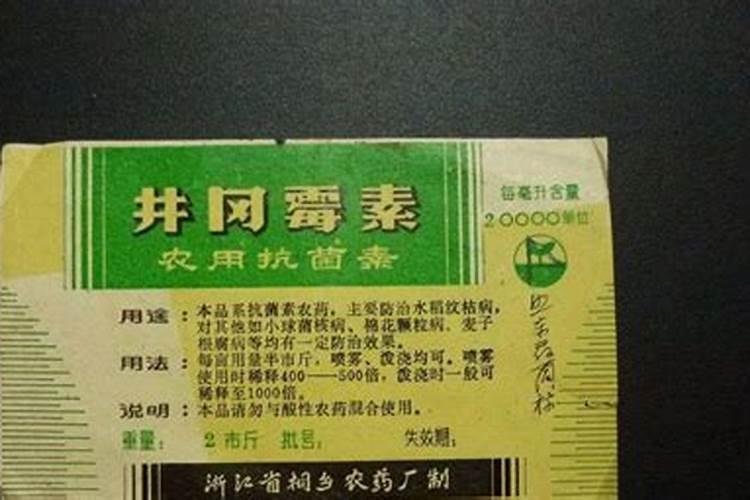 井冈霉素
农用抗菌素
每毫升含量
20000单位
用途：本品系抗菌素农药，主要防治水稻纹枯病，
对其他如小球菌核病、棉花颗粒病、麦子
根腐病等均有一定防治效果。
用法：每亩用量半市斤，喷雾、泼浇均可。喷雾
使用时稀释400——500倍，泼浇时一般可
稀释至1000倍。
说明：本品请勿与酸性农药混合使用。
重量：2市斤 批号： 失效期：
浙江省桐乡农药厂制